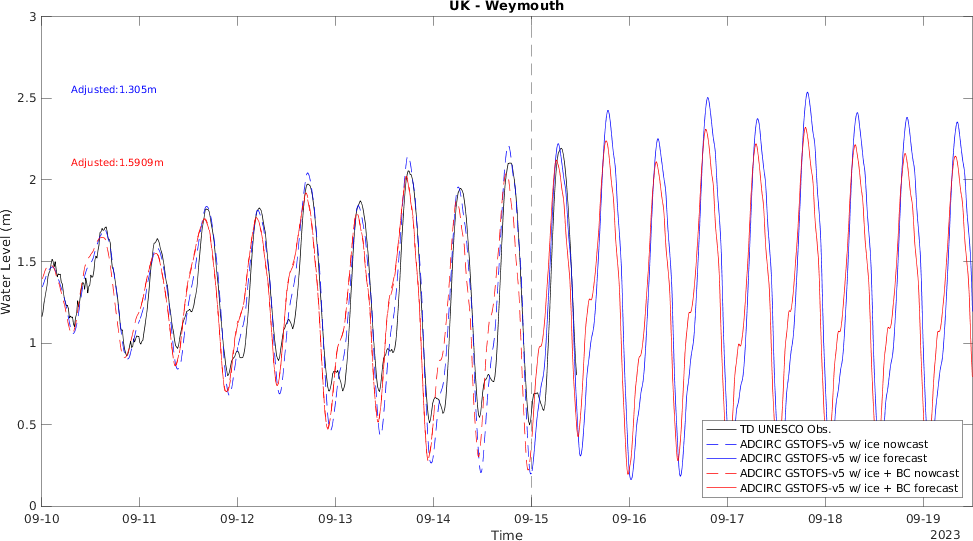 UK - Weymouth
3
2.5
2
1.5
1
0.5
0
Water Level (m)
Adjusted:1.305m
Adjusted:1.5909m
TD UNESCO Obs.
ADCIRC GSTOFS-v5 w/ ice nowcast
ADCIRC GSTOFS-v5 w/ ice forecast
ADCIRC GSTOFS-v5 w/ ice + BC nowcast
ADCIRC GSTOFS-v5 w/ ice + BC forecast
09-10 09-11 09-12 09-13 09-14 09-15 09-16 09-17 09-18 09-19
Time
2023